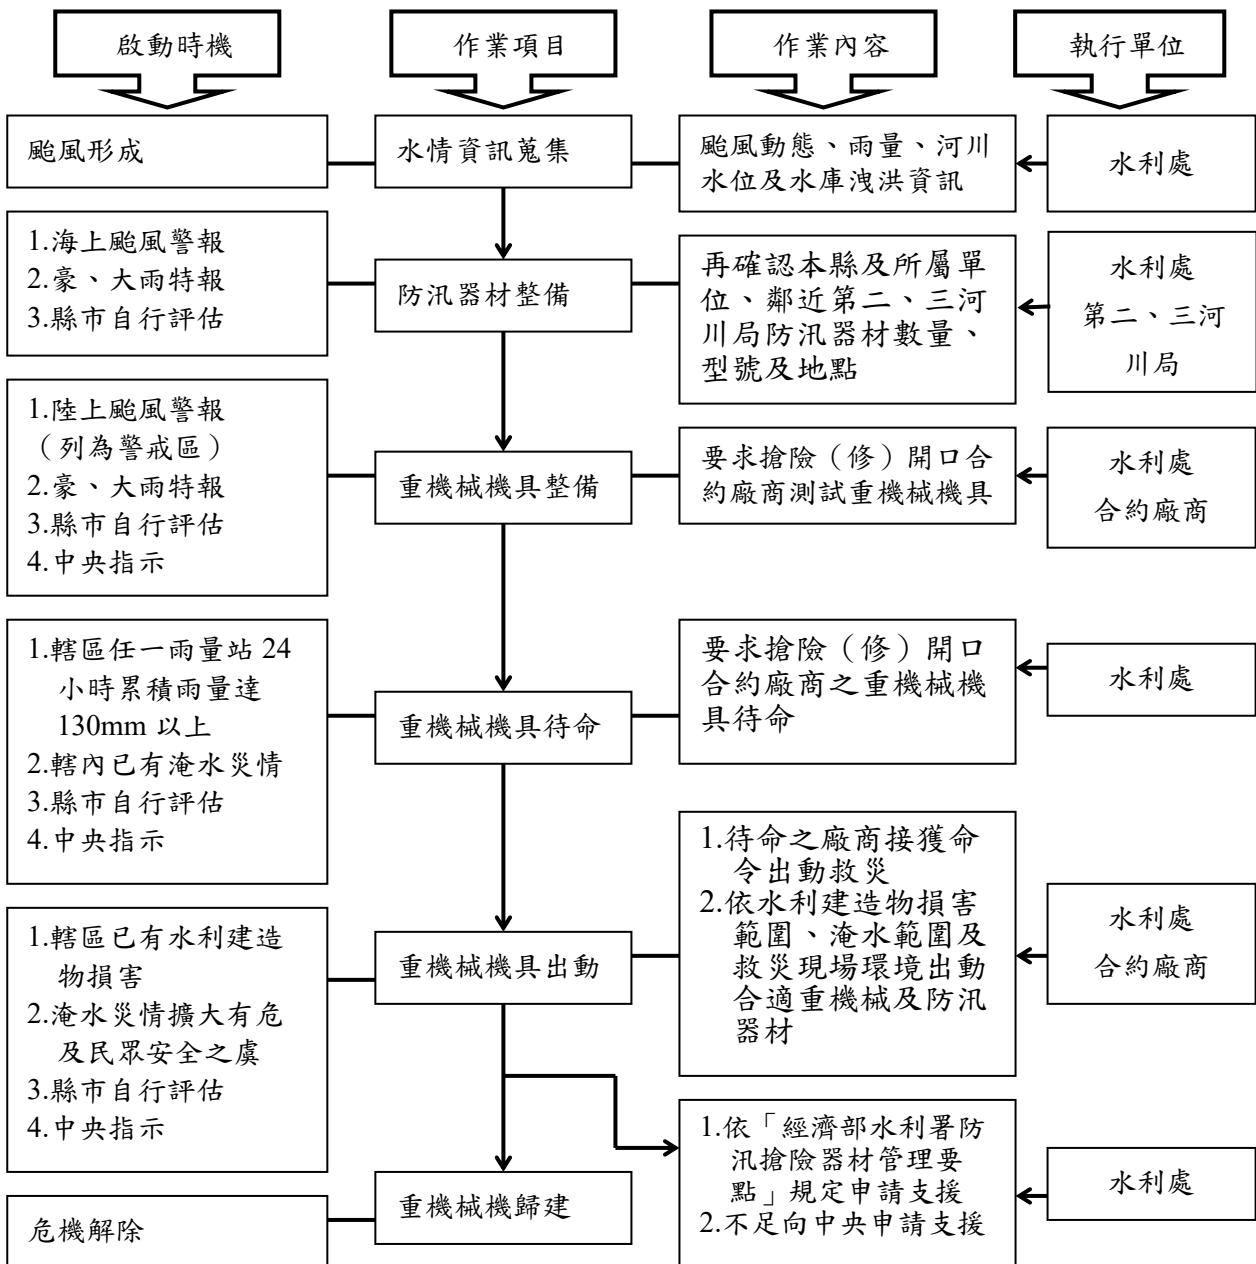 啟動時機
作業項目
作業內容
執行單位
颱風形成
水情資訊蒐集
颱風動態、雨量、河川
水位及水庫洩洪資訊
水利處
1.海上颱風警報
2.豪、大雨特報
3.縣市自行評估
防汛器材整備
再確認本縣及所屬單
位、鄰近第二、三河
川局防汛器材數量、
型號及地點
水利處
第二、三河
川局
1.陸上颱風警報
（列為警戒區）
2.豪、大雨特報
3.縣市自行評估
4.中央指示
重機械機具整備
要求搶險（修）開口合
約廠商測試重機械機具
水利處
合約廠商
1.轄區任一雨量站 24
小時累積雨量達
130mm 以上
2.轄內已有淹水災情
3.縣市自行評估
4.中央指示
重機械機具待命
要求搶險（修）開口
合約廠商之重機械機
具待命
水利處
1.轄區已有水利建造
物損害
2.淹水災情擴大有危
及民眾安全之虞
3.縣市自行評估
4.中央指示
重機械機具出動
1.待命之廠商接獲命
令出動救災
2.依水利建造物損害
範圍、淹水範圍及
救災現場環境出動
合適重機械及防汛
器材
水利處
合約廠商
危機解除
重機械機歸建
1.依「經濟部水利署防
汛搶險器材管理要
點」規定申請支援
2.不足向中央申請支援
水利處